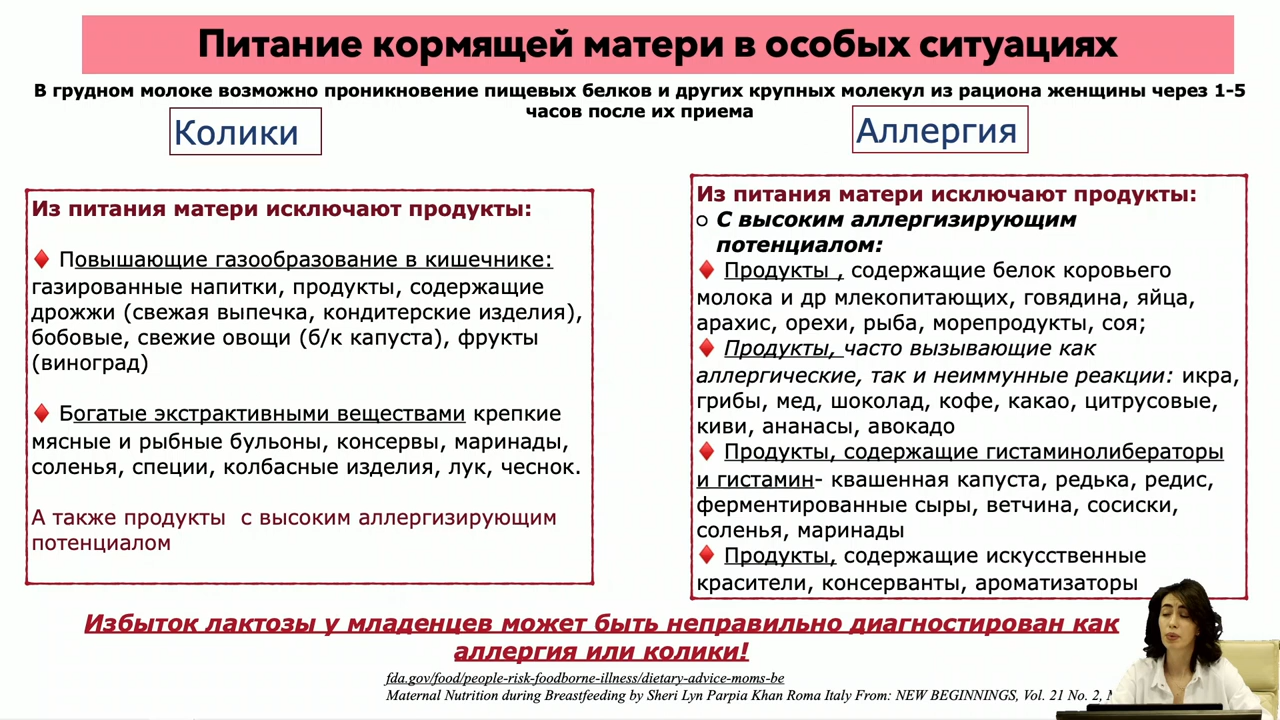 Питание кормящей матери в особых ситуациях
В грудном молоке возможно проникновение пищевых белков и других крупных молекул из рациона женщины через 1-5
часов после их приема
Колики
Из питания матери исключают продукты:
Повышающие газообразование в кишечнике:
газированные напитки, продукты, содержащие
дрожжи (свежая выпечка, кондитерские изделия),
бобовые, свежие овощи (б/к капуста), фрукты
(виноград)
Богатые экстрактивными веществами крепкие
мясные и рыбные бульоны, консервы, маринады,
соленья, специи, колбасные изделия, лук, чеснок.
А также продукты с высоким аллергизирующим
потенциалом
Аллергия
Из питания матери исключают продукты:
o С высоким аллергизирующим
потенциалом:
Продукты , содержащие белок коровьего
молока и др млекопитающих, говядина, яйца,
арахис, орехи, рыба, морепродукты, соя;
Продукты, часто вызывающие как
аллергические, так и неиммунные реакции: икра,
грибы, мед, шоколад, кофе, какао, цитрусовые,
киви, ананасы, авокадо
Продукты, содержащие гистаминолибераторы
и гистамин- квашенная капуста, редька, редис,
ферментированные сыры, ветчина, сосиски,
соленья, маринады
Продукты, содержащие искусственные
красители, консерванты, ароматизаторы
Избыток лактозы у младенцев может быть неправильно диагностирован как
аллергия или колики!
fda.gov/food/people-risk-foodborne-illness/dietary-advice-moms-be
Maternal Nutrition during Breastfeeding by Sheri Lyn Parpia Khan Roma Italy From: NEW BEGINNINGS, Vol. 21 No. 2,